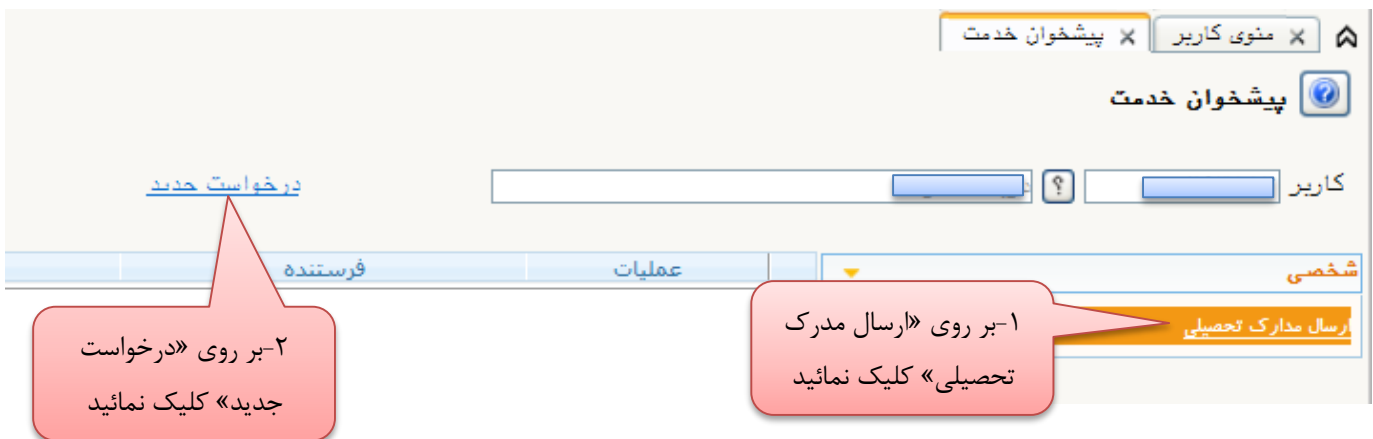 منوی کاربر
پیشخوان خدمت
پیشخوان خدمت
کاربر
؟
درخواست جدید
شخصی
عملیات
فرستنده
ارسال مدارک تحصیلی
۱-بر روی «ارسال مدرک
تحصیلی» کلیک نمائید
۲-بر روی «درخواست
جدید» کلیک نمائید